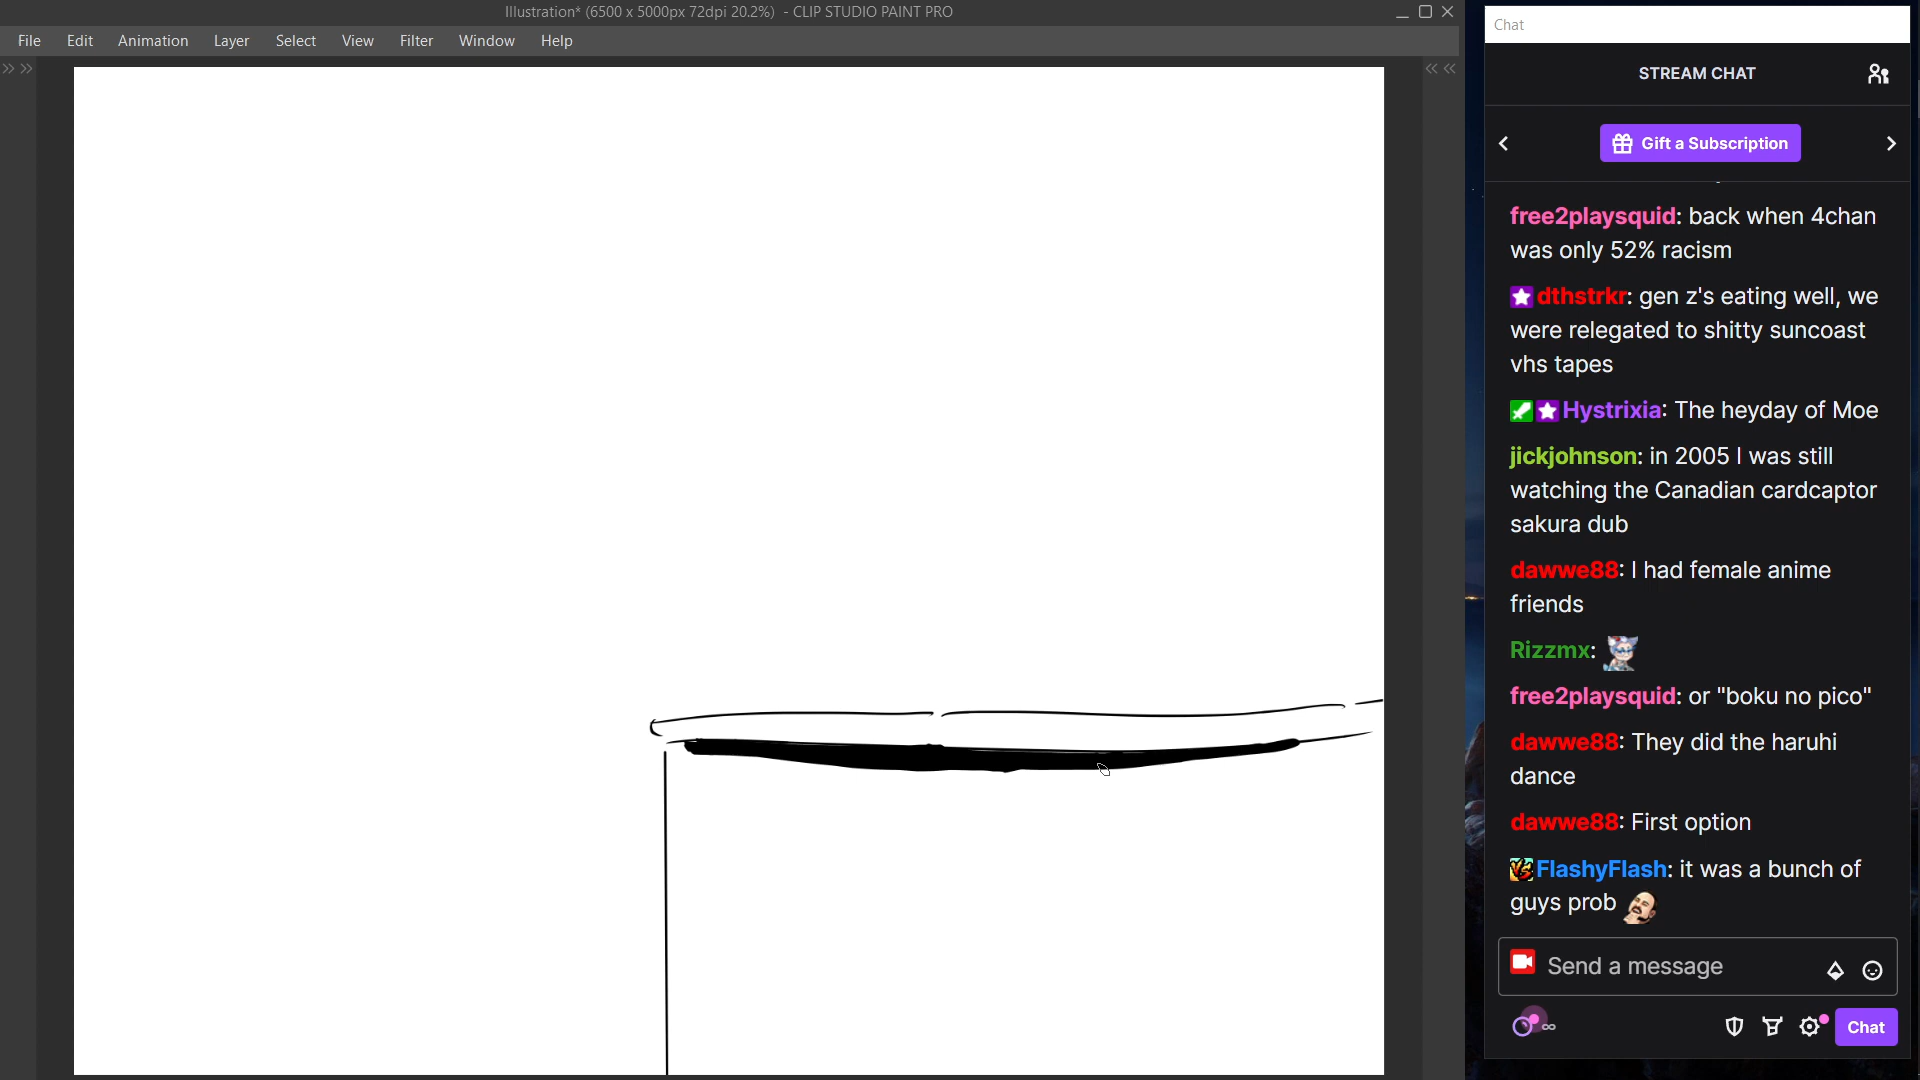 Illustration* (6500 x 5000px 72dpi 20.2%) - CLIP STUDIO PAINT PRO
File Edit Animation Layer Select View Filter Window Help
Chat
STREAM CHAT
Gift a Subscription
free2playsquid: back when 4chan
was only 52% racism
dthstrkr: gen z's eating well, we
were relegated to shitty suncoast
vhs tapes
Hystrixia: The heyday of Moe
jickjohnson: in 2005 I was still
watching the Canadian cardcaptor
sakura dub
dawwe88: I had female anime
friends
Rizzmx:
free2playsquid: or "boku no pico"
dawwe88: They did the haruhi
dance
dawwe88: First option
FlashyFlash: it was a bunch of
guys prob
Send a message
Chat